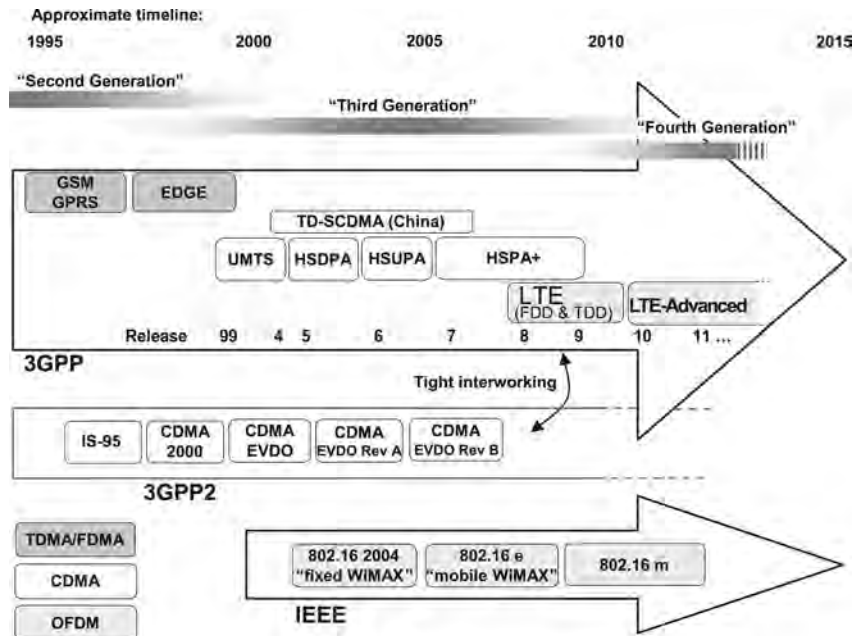 Approximate timeline:
1995 2000 2005 2010 2015
“Second Generation”
“Third Generation”
“Fourth Generation”
GSM
GPRS
EDGE
TD-SCDMA (China)
UMTS HSDPA HSUPA HSPA+
LTE
(FDD & TDD)
LTE-Advanced
Release 99 4 5 6 7 8 9 10 11 ...
3GPP
Tight interworking
IS-95
CDMA
2000
CDMA
EVDO
CDMA
EVDO Rev A
CDMA
EVDO Rev B
3GPP2
TDMA/FDMA
CDMA
OFDM
802.16 2004
“fixed WiMAX”
802.16 e
“mobile WiMAX”
802.16 m
IEEE